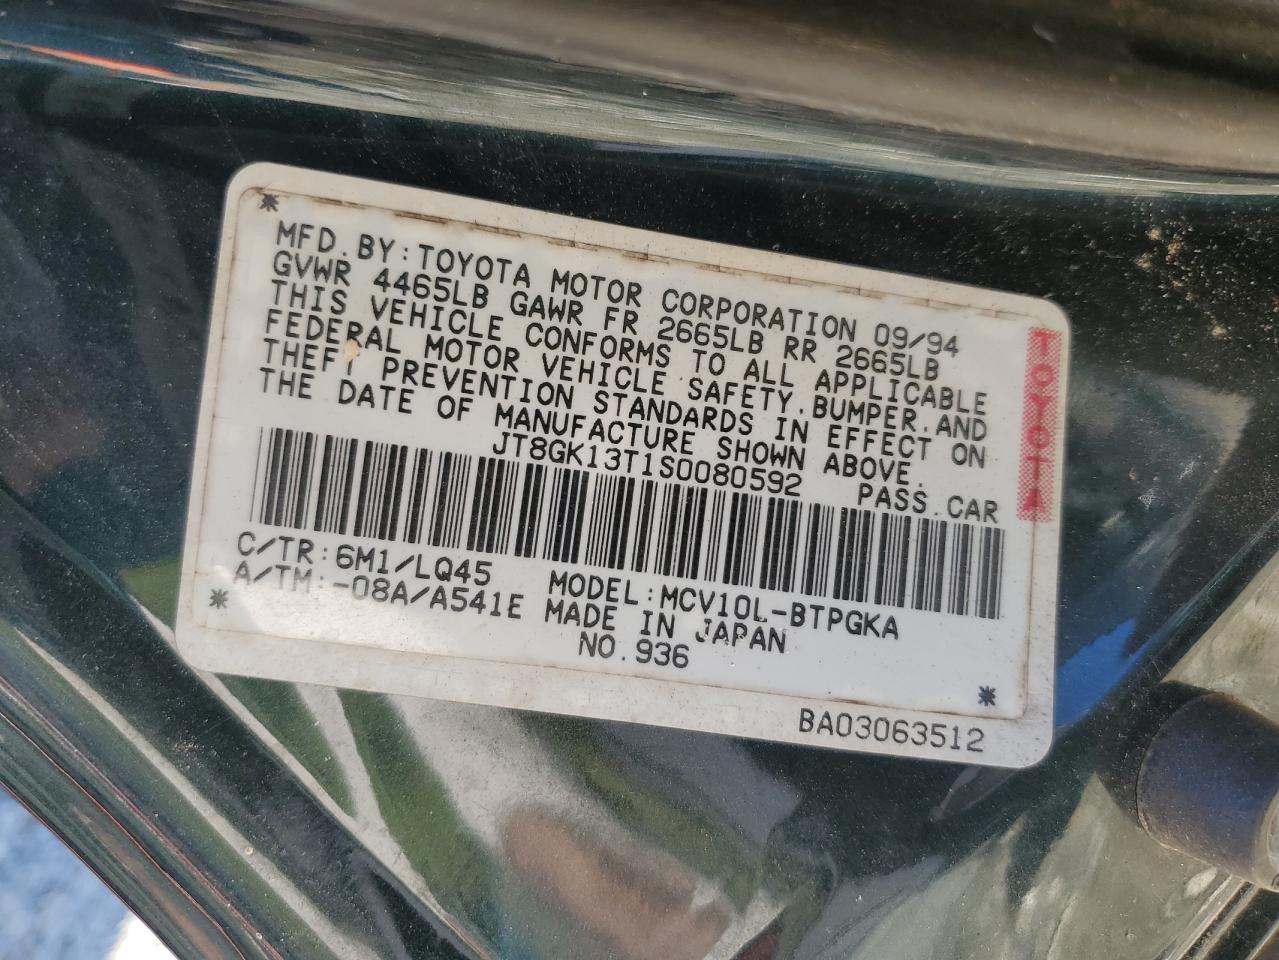 MFD. BY: TOYOTA MOTOR CORPORATION 09/94
GVWR 4465LB GAWR FR 2665LB RR 2665LB
THIS VEHICLE CONFORMS TO ALL APPLICABLE
FEDERAL MOTOR VEHICLE SAFETY, BUMPER, AND
THEFT PREVENTION STANDARDS IN EFFECT ON
THE DATE OF MANUFACTURE SHOWN ABOVE.
JT8GK13T1S0080592 PASS. CAR
C/TR: 6M1/LQ45 MODEL: MCV10L-BTPGKA
A/TM: -08A/A541E MADE IN JAPAN
NO. 936
BA03063512
TOYOTA